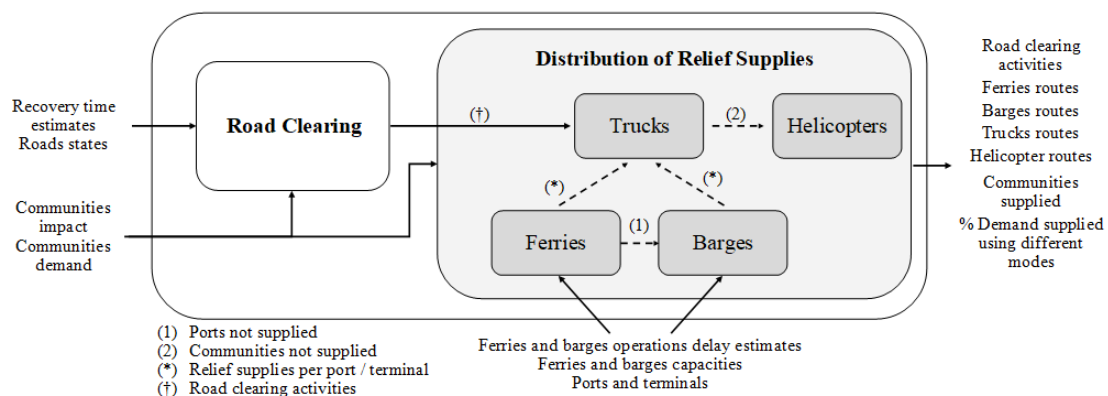 Recovery time
estimates
Roads states
Communities
impact
Communities
demand
Road Clearing
(†)
Distribution of Relief Supplies
Trucks
(2)
Helicopters
(*)
(*)
Ferries
(1)
Barges
Road clearing
activities
Ferries routes
Barges routes
Trucks routes
Helicopter routes
Communities
supplied
% Demand supplied
using different
modes
(1) Ports not supplied
(2) Communities not supplied
(*) Relief supplies per port / terminal
(†) Road clearing activities
Ferries and barges operations delay estimates
Ferries and barges capacities
Ports and terminals